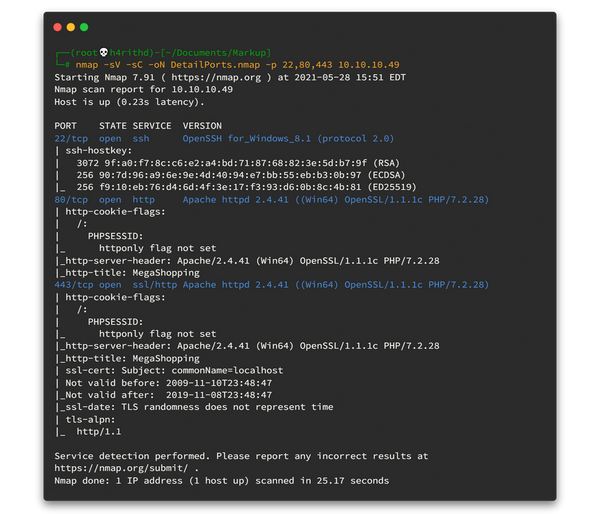 ┌──(root💀h4rithd)-[~/Documents/Markup]
└─# nmap -sV -sC -oN DetailPorts.nmap -p 22,80,443 10.10.10.49
Starting Nmap 7.91 ( https://nmap.org ) at 2021-05-28 15:51 EDT
Nmap scan report for 10.10.10.49
Host is up (0.23s latency).

PORT    STATE SERVICE  VERSION
22/tcp  open  ssh      OpenSSH for_Windows_8.1 (protocol 2.0)
| ssh-hostkey:
|   3072 9f:a0:f7:8c:c6:e2:a4:bd:71:87:68:82:3e:5d:b7:9f (RSA)
|   256 90:7d:96:a9:6e:9e:4d:40:94:e7:bb:55:eb:b3:0b:97 (ECDSA)
|_  256 f9:10:eb:76:d4:6d:4f:3e:17:f3:93:d6:0b:8c:4b:81 (ED25519)
80/tcp  open  http     Apache httpd 2.4.41 ((Win64) OpenSSL/1.1.1c PHP/7.2.28)
| http-cookie-flags:
|   /:
|     PHPSESSID:
|_      httponly flag not set
|_http-server-header: Apache/2.4.41 (Win64) OpenSSL/1.1.1c PHP/7.2.28
|_http-title: MegaShopping
443/tcp open  ssl/http Apache httpd 2.4.41 ((Win64) OpenSSL/1.1.1c PHP/7.2.28)
| http-cookie-flags:
|   /:
|     PHPSESSID:
|_      httponly flag not set
|_http-server-header: Apache/2.4.41 (Win64) OpenSSL/1.1.1c PHP/7.2.28
|_http-title: MegaShopping
| ssl-cert: Subject: commonName=localhost
| Not valid before: 2009-11-10T23:48:47
|_Not valid after:  2019-11-08T23:48:47
|_ssl-date: TLS randomness does not represent time
| tls-alpn:
|_  http/1.1

Service detection performed. Please report any incorrect results at
https://nmap.org/submit/ .
Nmap done: 1 IP address (1 host up) scanned in 25.17 seconds